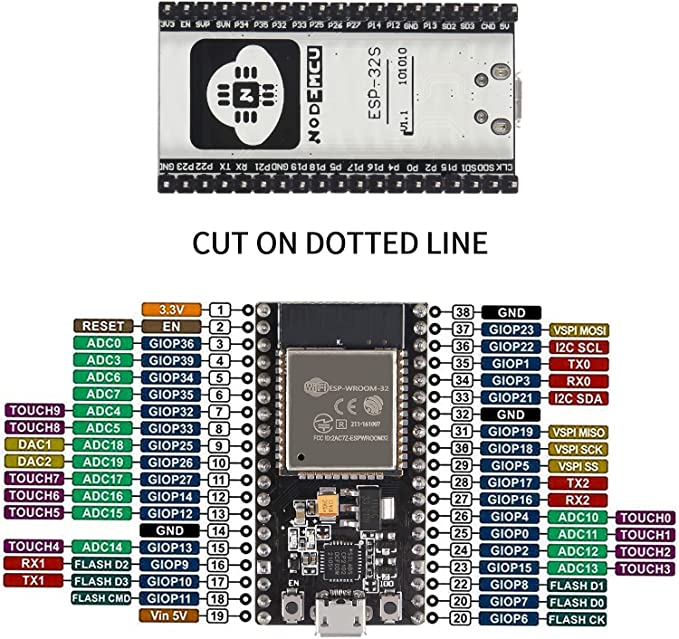 3V3 EN SVP SVN P34 P35 P32 P33 P25 P26 P27 P14 P12 GND P13 SD2 SD3 CMD 5V
NODEMCU
ESP-32S
V1.1 101010
GND P23 P22 TX RX P21 GND P19 P18 P5 P17 P16 P4 P0 P2 P15 SD1 SD0 CLK
CUT ON DOTTED LINE
3.3V 1
RESET EN 2
ADC0 GIOP36 3
ADC3 GIOP39 4
ADC6 GIOP34 5
ADC7 GIOP35 6
TOUCH9 ADC4 GIOP32 7
TOUCH8 ADC5 GIOP33 8
DAC1 ADC18 GIOP25 9
DAC2 ADC19 GIOP26 10
TOUCH7 ADC17 GIOP27 11
TOUCH6 ADC16 GIOP14 12
TOUCH5 ADC15 GIOP12 13
GND 14
TOUCH4 ADC14 GIOP13 15
RX1 FLASH D2 GIOP9 16
TX1 FLASH D3 GIOP10 17
FLASH CMD GIOP11 18
Vin 5V 19
WiFi ESP-WROOM-32
CE
R 211-161007
FCC ID:2AC7Z-ESPWROOM32
EN
IO0
38 GND
37 GIOP23 VSPI MOSI
36 GIOP22 I2C SCL
35 GIOP1 TX0
34 GIOP3 RX0
33 GIOP21 I2C SDA
32 GND
31 GIOP19 VSPI MISO
30 GIOP18 VSPI SCK
29 GIOP5 VSPI SS
28 GIOP17 TX2
27 GIOP16 RX2
26 GIOP4 ADC10 TOUCH0
25 GIOP0 ADC11 TOUCH1
24 GIOP2 ADC12 TOUCH2
23 GIOP15 ADC13 TOUCH3
22 GIOP8 FLASH D1
20 GIOP7 FLASH D0
20 GIOP6 FLASH CK